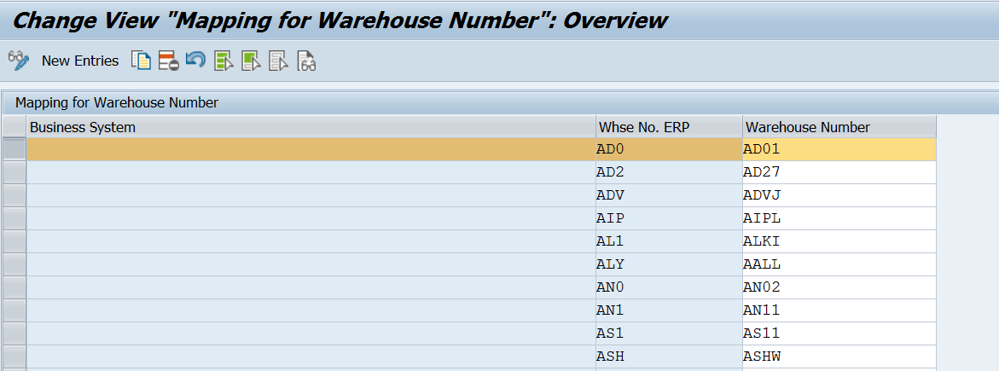 Change View "Mapping for Warehouse Number": Overview
New Entries
Mapping for Warehouse Number
Business System Whse No. ERP Warehouse Number
AD0 AD01
AD2 AD27
ADV ADVJ
AIP AIPL
AL1 ALKI
ALY AALL
AN0 AN02
AN1 AN11
AS1 AS11
ASH ASHW